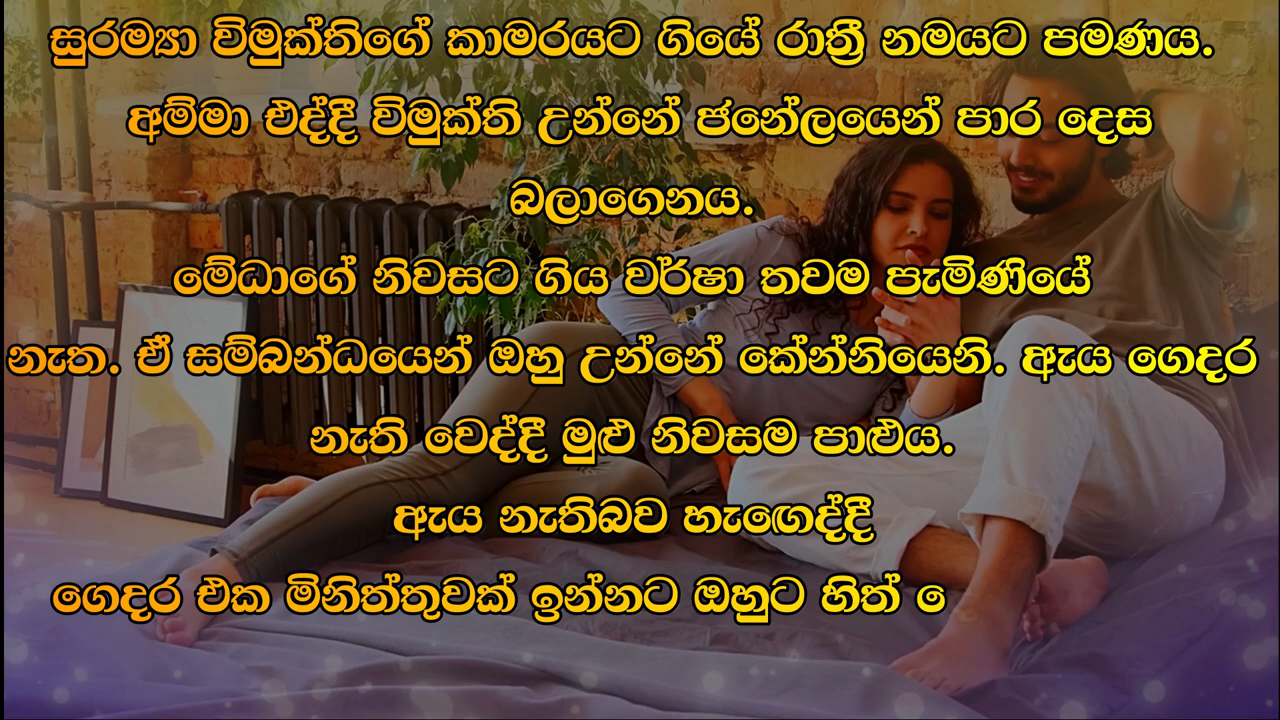 සුරම්‍යා විමුක්තිගේ කාමරයට ගියේ රාත්‍රී නමයට පමණය.
අම්මා එද්දී විමුක්ති උන්නේ ජනේලයෙන් පාර දෙස
බලාගෙනය.
මේධාගේ නිවසට ගිය වර්ෂා තවම පැමිණියේ
නැත. ඒ සම්බන්ධයෙන් ඔහු උන්නේ කේන්තියෙනි. ඇය ගෙදර
නැති වෙද්දී මුළු නිවසම පාළුය.
ඇය නැතිබව හැඟෙද්දී
ගෙදර එක මිනිත්තුවක් ඉන්නට ඔහුට හිත් ෙ